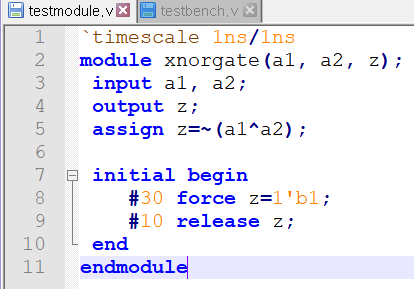 testmodule.v testbench.v
1 `timescale 1ns/1ns
2 module xnorgate(a1, a2, z);
3 input a1, a2;
4 output z;
5 assign z=~(a1^a2);
6
7 initial begin
8 #30 force z=1'b1;
9 #10 release z;
10 end
11 endmodule